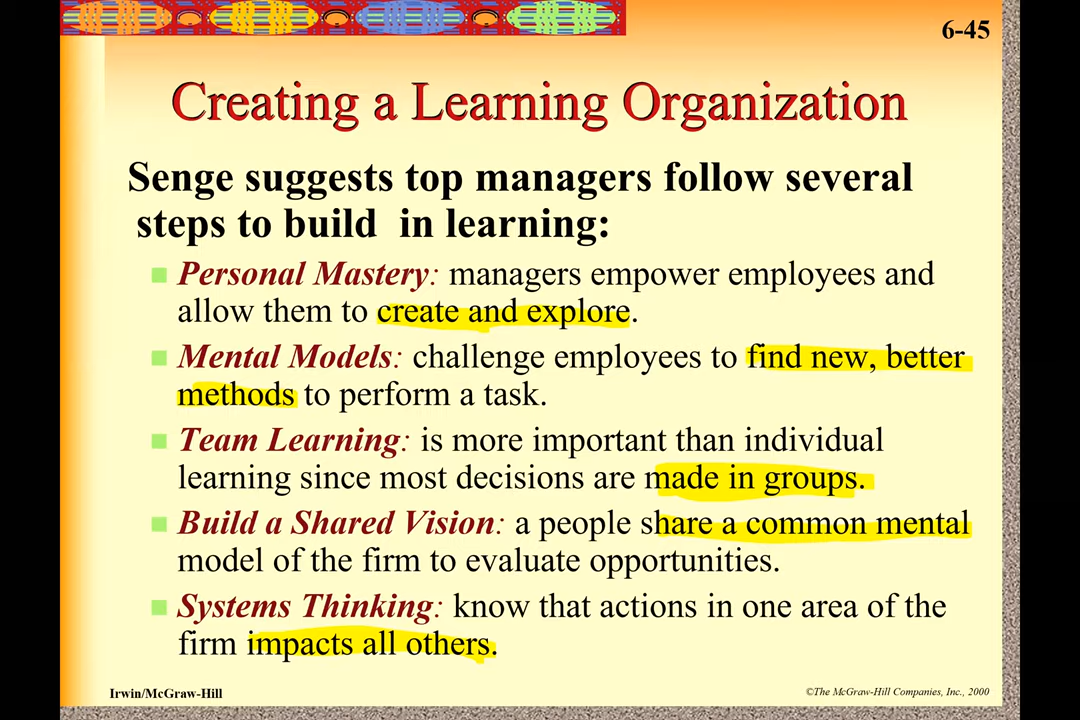 6-45
Creating a Learning Organization
Senge suggests top managers follow several
steps to build in learning:
Personal Mastery: managers empower employees and
allow them to create and explore.
Mental Models: challenge employees to find new, better
methods to perform a task.
Team Learning: is more important than individual
learning since most decisions are made in groups.
Build a Shared Vision: a people share a common mental
model of the firm to evaluate opportunities.
Systems Thinking: know that actions in one area of the
firm impacts all others.
Irwin/McGraw-Hill
©The McGraw-Hill Companies, Inc., 2000